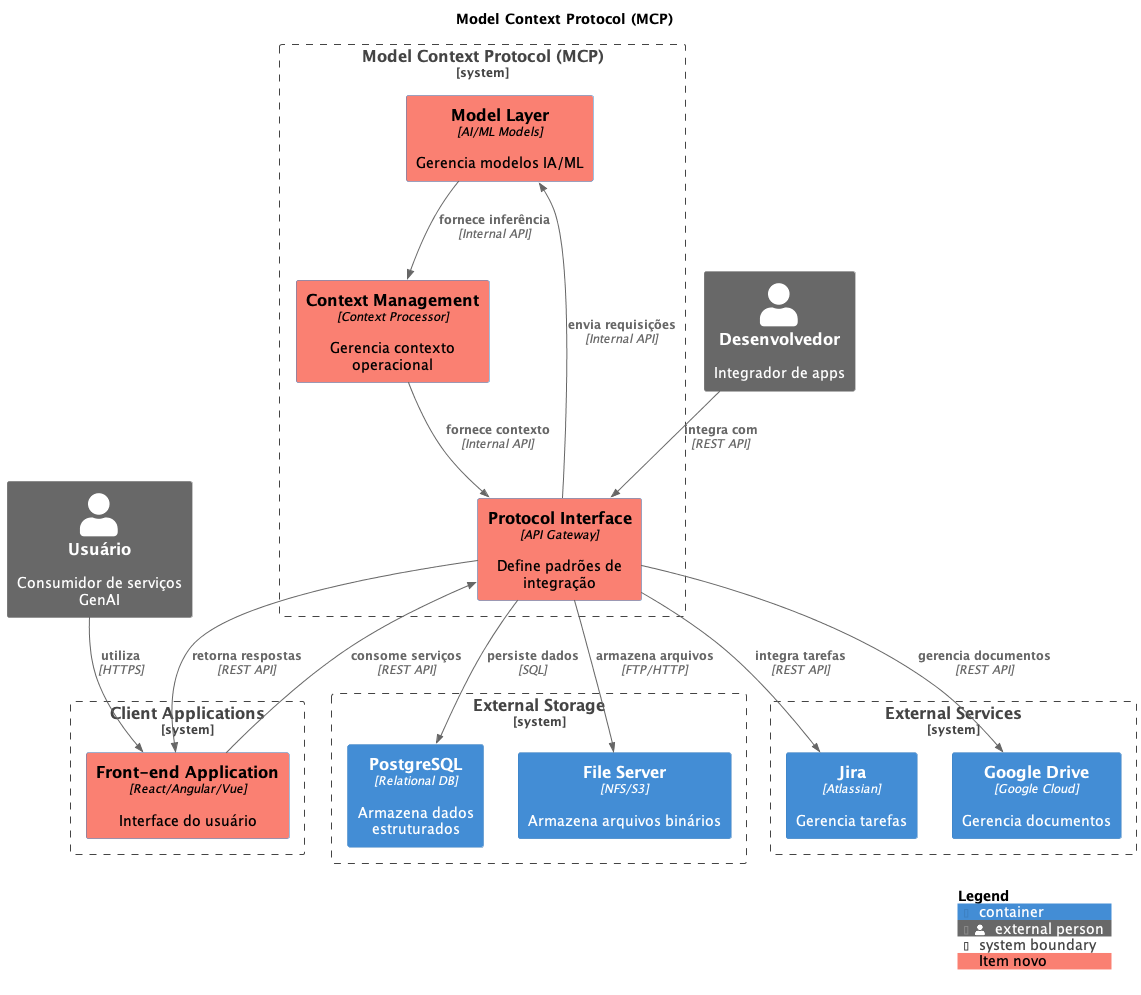 Model Context Protocol (MCP)
Model Context Protocol (MCP)
[system]
Model Layer
[AI/ML Models]
Gerencia modelos IA/ML
fornece inferência
[Internal API]
Context Management
[Context Processor]
Gerencia contexto
operacional
envia requisições
[Internal API]
Desenvolvedor
Integrador de apps
fornece contexto
[Internal API]
integra com
[REST API]
Usuário
Consumidor de serviços
GenAI
Protocol Interface
[API Gateway]
Define padrões de
integração
utiliza
[HTTPS]
retorna respostas
[REST API]
consome serviços
[REST API]
persiste dados
[SQL]
armazena arquivos
[FTP/HTTP]
integra tarefas
[REST API]
gerencia documentos
[REST API]
Client Applications
[system]
Front-end Application
[React/Angular/Vue]
Interface do usuário
External Storage
[system]
PostgreSQL
[Relational DB]
Armazena dados
estruturados
File Server
[NFS/S3]
Armazena arquivos binários
External Services
[system]
Jira
[Atlassian]
Gerencia tarefas
Google Drive
[Google Cloud]
Gerencia documentos
Legend
container
external person
system boundary
Item novo